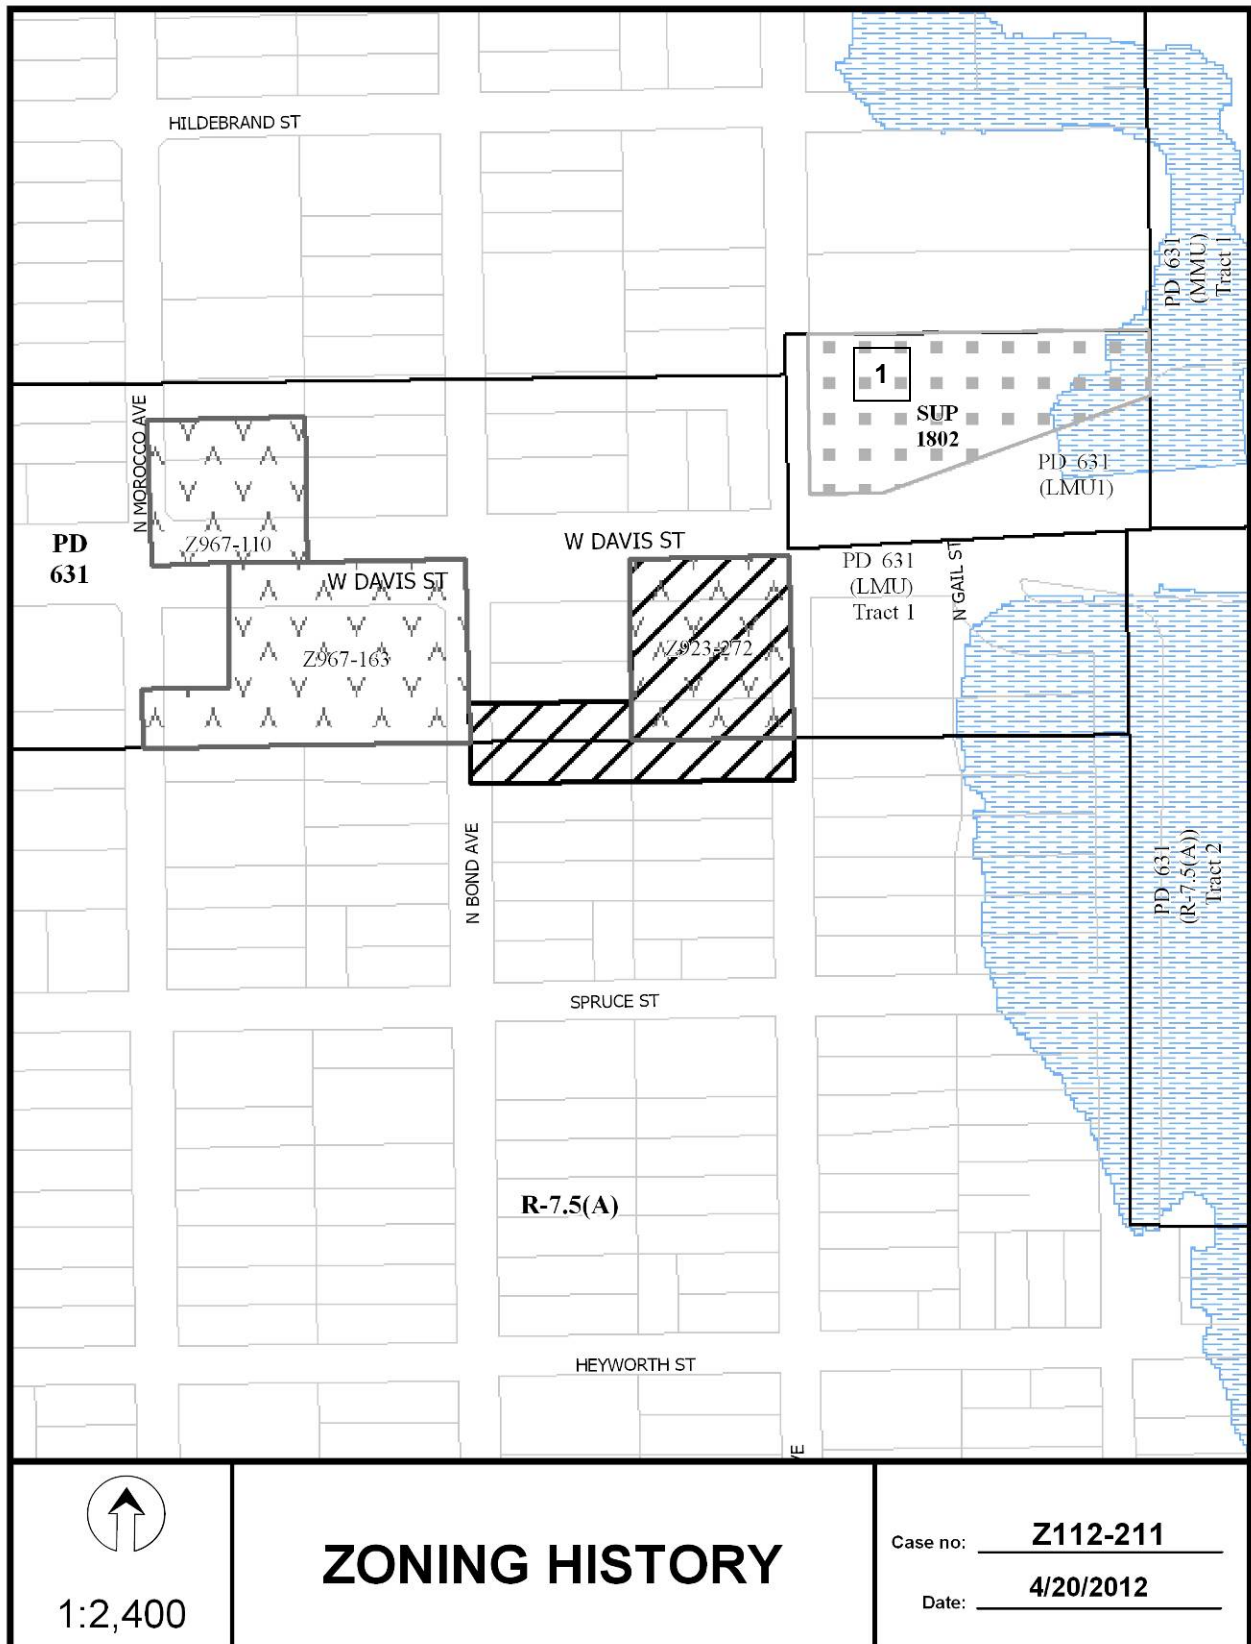 HILDEBRAND ST
PD 631
(MMU)
Tract 1
1
SUP
1802
N MOROCCO AVE
PD 631
(LMU1)
Z967-110
W DAVIS ST
PD
631
W DAVIS ST
PD 631
(LMU)
Tract 1
N GAIL ST
Z967-163
Z923-272
N BOND AVE
PD 631
(R-7.5(A))
Tract 2
SPRUCE ST
R-7.5(A)
HEYWORTH ST
VE
1:2,400
ZONING HISTORY
Case no: Z112-211
Date: 4/20/2012